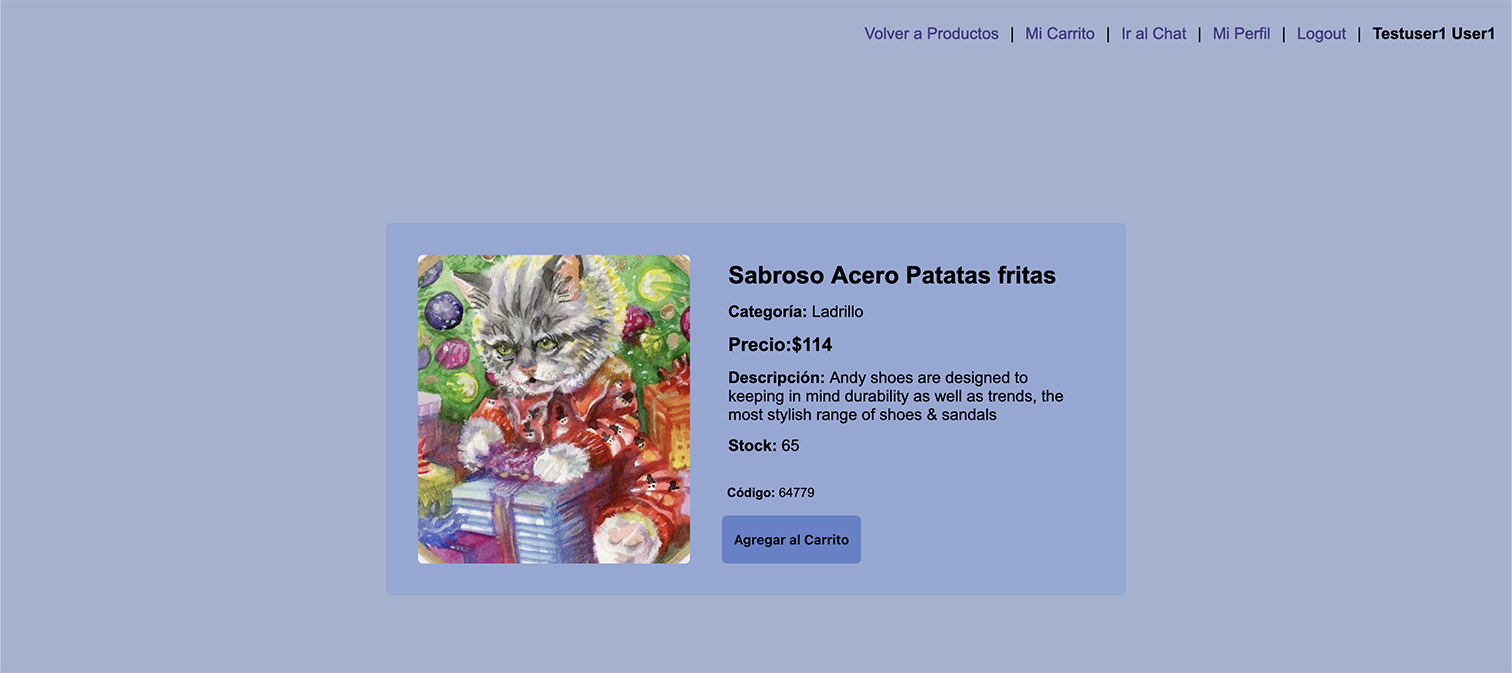 Volver a Productos | Mi Carrito | Ir al Chat | Mi Perfil | Logout | Testuser1 User1
Sabroso Acero Patatas fritas
Categoría: Ladrillo
Precio:$114
Descripción: Andy shoes are designed to
keeping in mind durability as well as trends, the
most stylish range of shoes & sandals
Stock: 65
Código: 64779
Agregar al Carrito